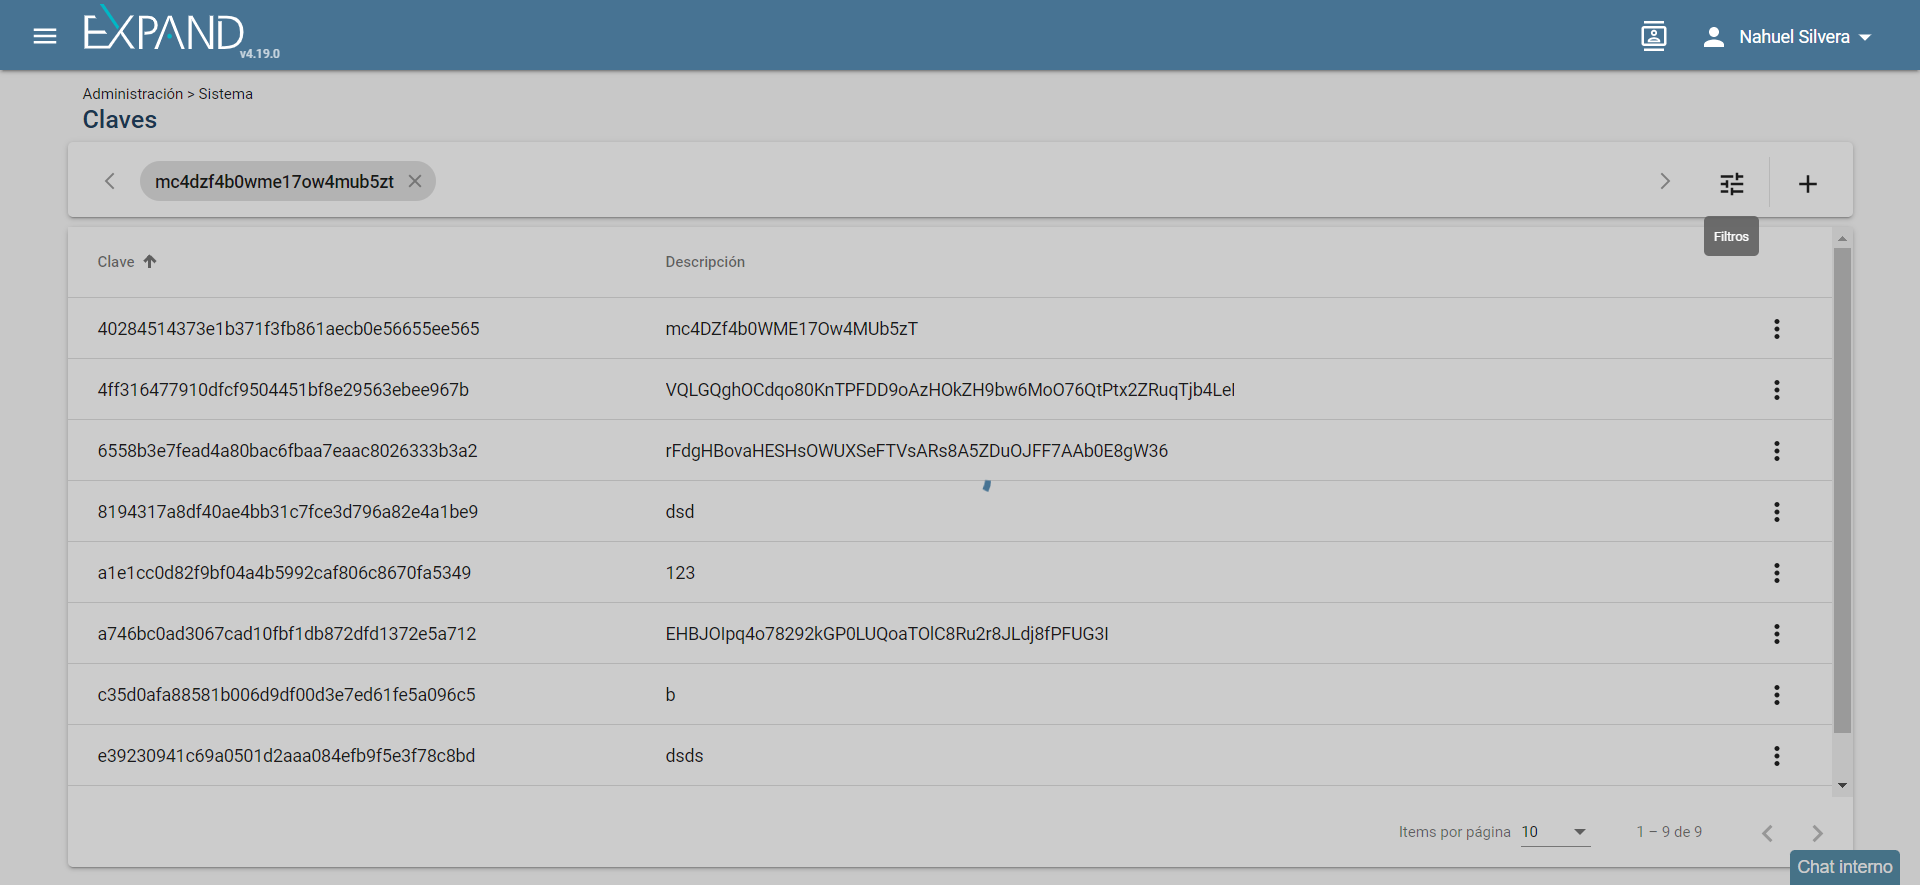 EXPAND
v4.19.0
Nahuel Silvera
Administración > Sistema
Claves
mc4dzf4b0wme17ow4mub5zt
Filtros
Clave Descripción
40284514373e1b371f3fb861aecb0e56655ee565 mc4DZf4b0WME17Ow4MUb5zT
4ff316477910dfcf9504451bf8e29563ebee967b VQLGQghOCdqo80KnTPFDD9oAzHOkZH9bw6MoO76QtPtx2ZRuqTjb4Lel
6558b3e7fead4a80bac6fbaa7eaac8026333b3a2 rFdgHBovaHESHsOWUXSeFTVsARs8A5ZDuOJFF7AAb0E8gW36
8194317a8df40ae4bb31c7fce3d796a82e4a1be9 dsd
a1e1cc0d82f9bf04a4b5992caf806c8670fa5349 123
a746bc0ad3067cad10fbf1db872dfd1372e5a712 EHBJOIpq4o78292kGP0LUQoaTOlC8Ru2r8JLdj8fPFUG3I
c35d0afa88581b006d9df00d3e7ed61fe5a096c5 b
e39230941c69a0501d2aaa084efb9f5e3f78c8bd dsds
Items por página 10 1 – 9 de 9
Chat interno